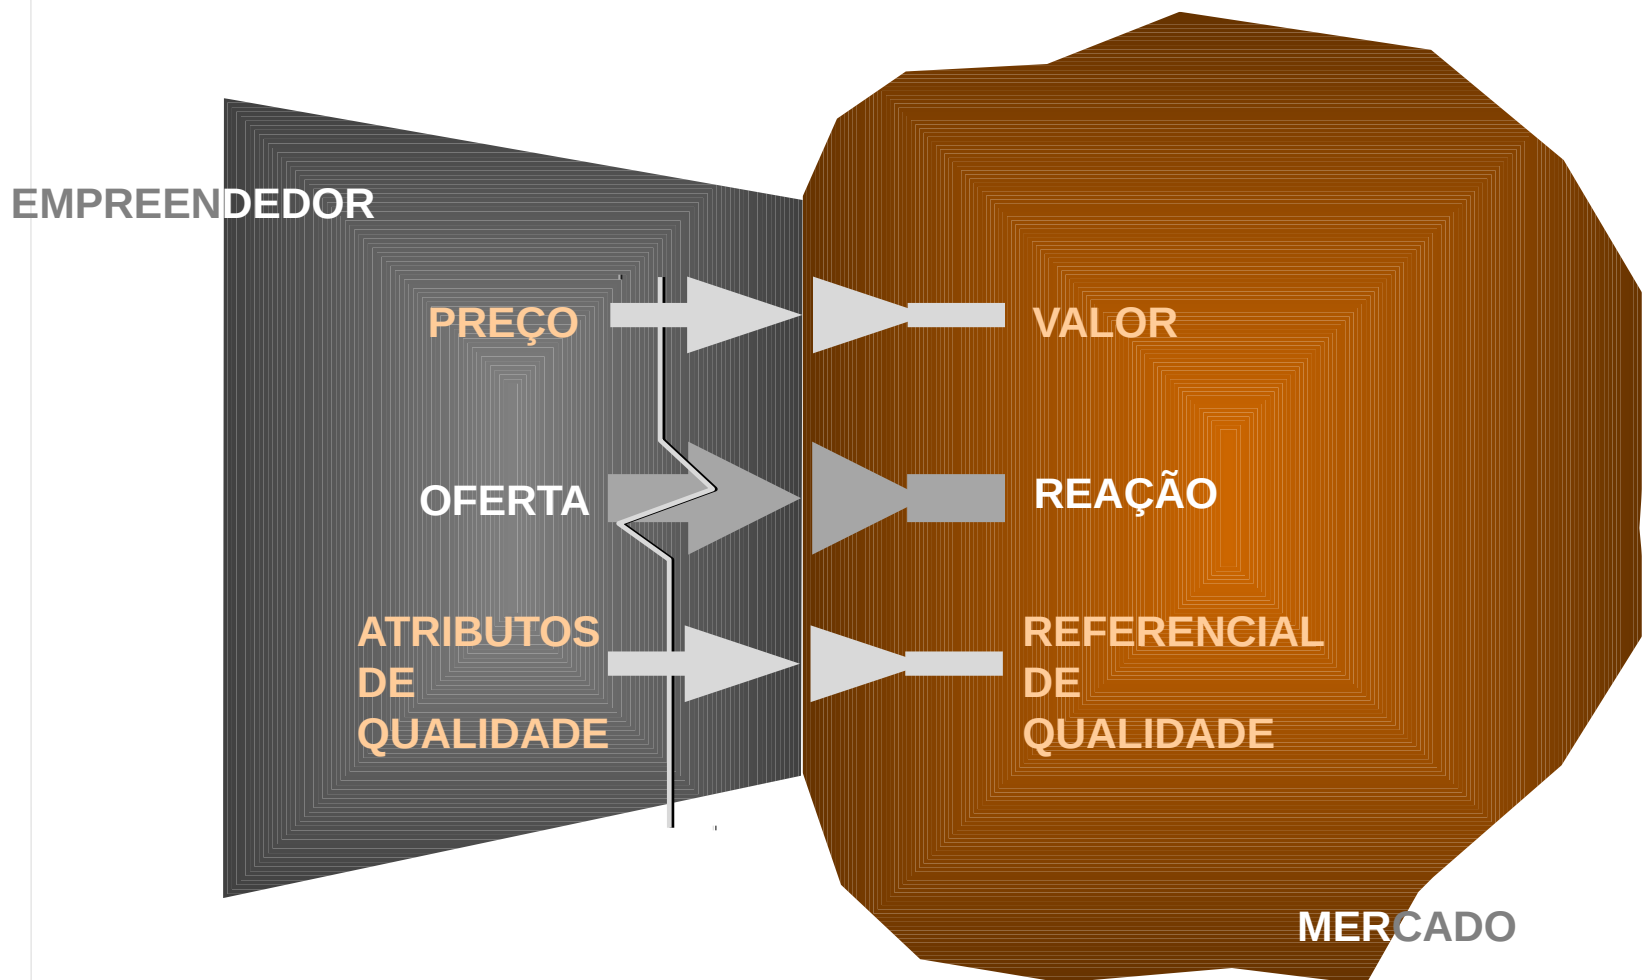 EMPREENDEDOR
PREÇO
VALOR
OFERTA
REAÇÃO
ATRIBUTOS
DE
QUALIDADE
REFERENCIAL
DE
QUALIDADE
MERCADO